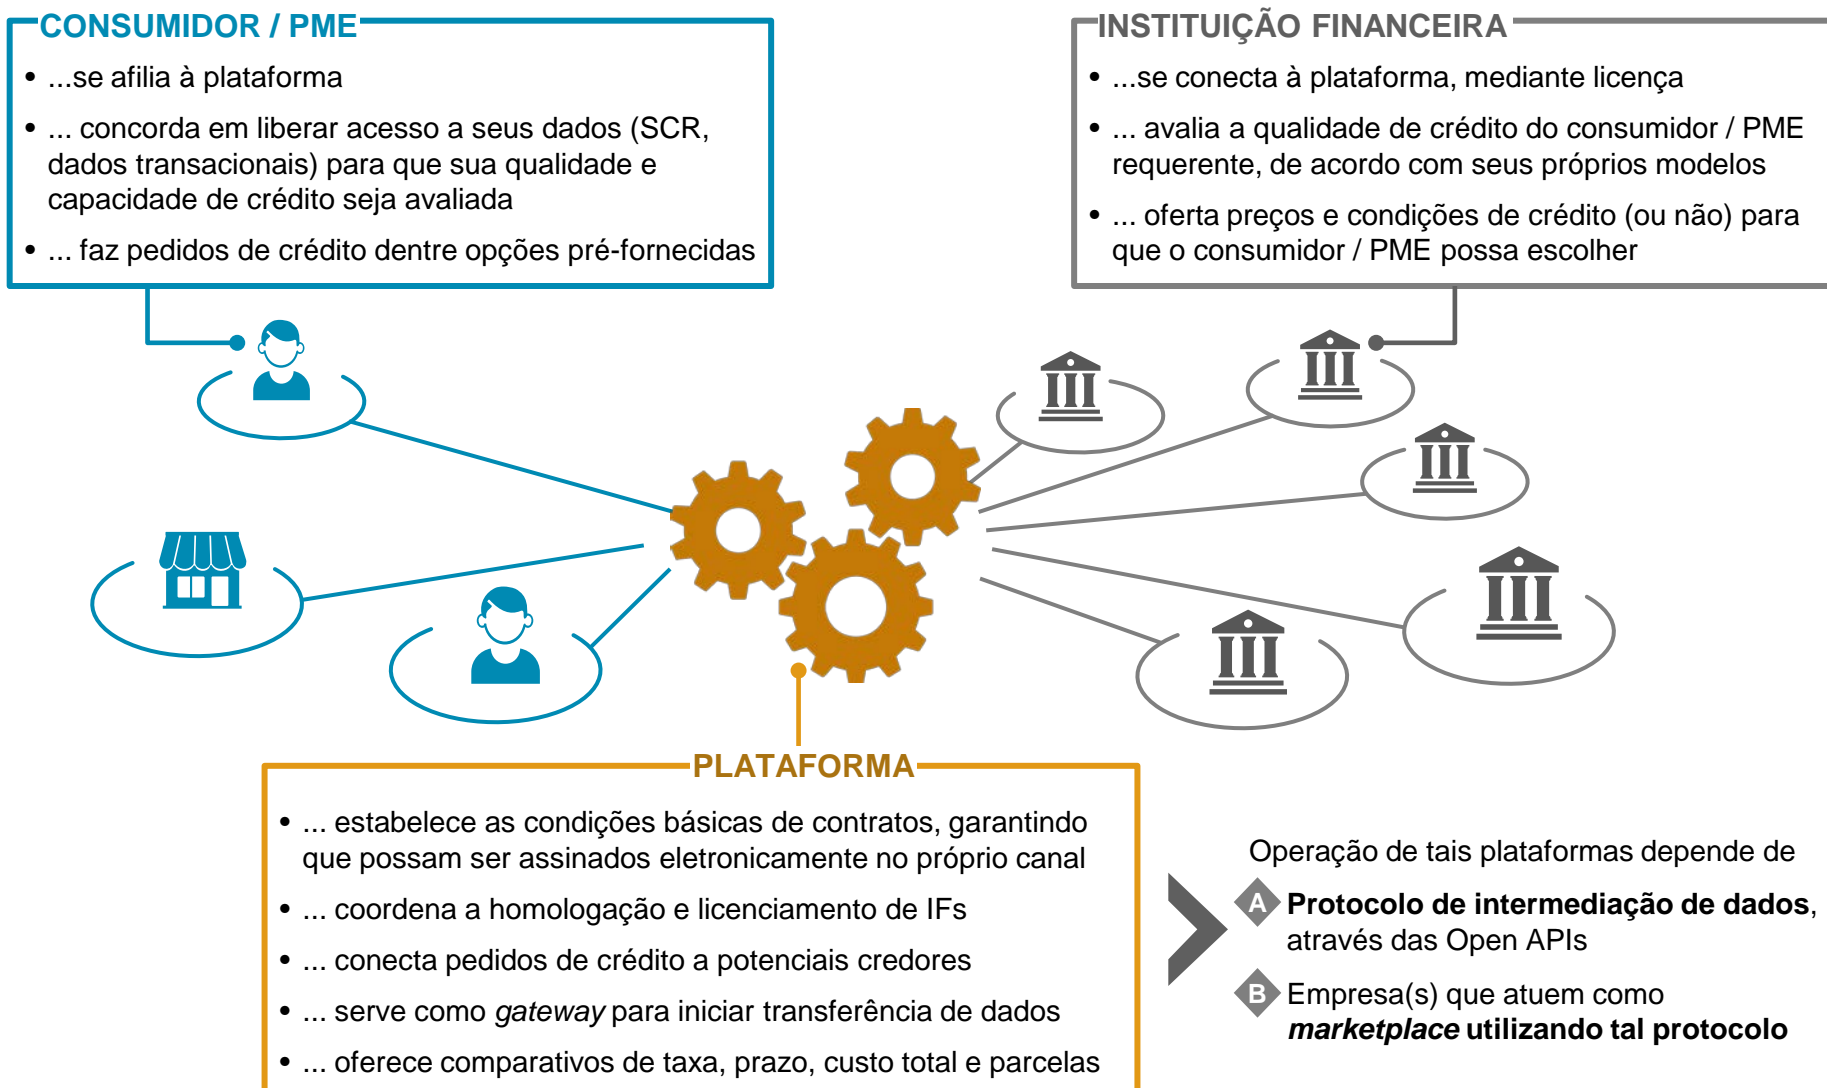 CONSUMIDOR / PME
• ...se afilia à plataforma
• ... concorda em liberar acesso a seus dados (SCR,
dados transacionais) para que sua qualidade e
capacidade de crédito seja avaliada
• ... faz pedidos de crédito dentre opções pré-fornecidas
INSTITUIÇÃO FINANCEIRA
• ...se conecta à plataforma, mediante licença
• ... avalia a qualidade de crédito do consumidor / PME
requerente, de acordo com seus próprios modelos
• ... oferta preços e condições de crédito (ou não) para
que o consumidor / PME possa escolher
PLATAFORMA
• ... estabelece as condições básicas de contratos, garantindo
que possam ser assinados eletronicamente no próprio canal
• ... coordena a homologação e licenciamento de IFs
• ... conecta pedidos de crédito a potenciais credores
• ... serve como gateway para iniciar transferência de dados
• ... oferece comparativos de taxa, prazo, custo total e parcelas
Operação de tais plataformas depende de
A Protocolo de intermediação de dados,
através das Open APIs
B Empresa(s) que atuem como
marketplace utilizando tal protocolo